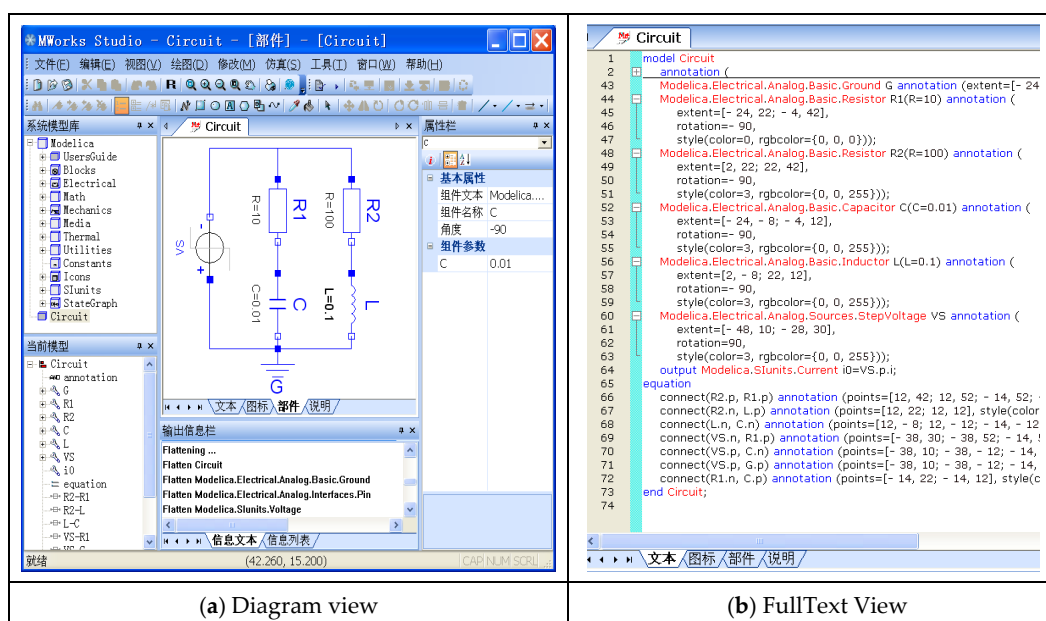 MWorks Studio - Circuit - [部件] - [Circuit]
文件(F) 编辑(E) 视图(V) 绘图(D) 修改(M) 仿真(S) 工具(T) 窗口(W) 帮助(H)
系统模型库
Modelica
UsersGuide
Blocks
Electrical
Math
Mechanics
Media
Thermal
Utilities
Constants
Icons
SIunits
StateGraph
Circuit
当前模型
Circuit
annotation
G
R1
R2
C
L
VS
i0
equation
R2-R1
R2-L
L-C
VS-R1
VS-G
Circuit
R=10
R1
R=100
R2
VS
-
+
C=0.01
C
L=0.1
L
G
文本 图标 部件 说明
输出信息栏
Flattening ...
Flatten Circuit
Flatten Modelica.Electrical.Analog.Basic.Ground
Flatten Modelica.Electrical.Analog.Interfaces.Pin
Flatten Modelica.SIunits.Voltage
信息文本 信息列表
属性栏
C
基本属性
组件文本 Modelica....
组件名称 C
角度 -90
组件参数
C 0.01
就绪 (42.260, 15.200) CAP NUM SCRL
(a) Diagram view
Circuit
1 model Circuit
2 annotation (
43 Modelica.Electrical.Analog.Basic.Ground G annotation (extent=[- 24
44 Modelica.Electrical.Analog.Basic.Resistor R1(R=10) annotation (
45 extent=[- 24, 22; - 4, 42],
46 rotation=- 90,
47 style(color=0, rgbcolor={0, 0, 0}));
48 Modelica.Electrical.Analog.Basic.Resistor R2(R=100) annotation (
49 extent=[2, 22; 22, 42],
50 rotation=- 90,
51 style(color=3, rgbcolor={0, 0, 255}));
52 Modelica.Electrical.Analog.Basic.Capacitor C(C=0.01) annotation (
53 extent=[- 24, - 8; - 4, 12],
54 rotation=- 90,
55 style(color=3, rgbcolor={0, 0, 255}));
56 Modelica.Electrical.Analog.Basic.Inductor L(L=0.1) annotation (
57 extent=[2, - 8; 22, 12],
58 rotation=- 90,
59 style(color=3, rgbcolor={0, 0, 255}));
60 Modelica.Electrical.Analog.Sources.StepVoltage VS annotation (
61 extent=[- 48, 10; - 28, 30],
62 rotation=90,
63 style(color=3, rgbcolor={0, 0, 255}));
64 output Modelica.SIunits.Current i0=VS.p.i;
65 equation
66 connect(R2.p, R1.p) annotation (points=[12, 42; 12, 52; - 14, 52; -
67 connect(R2.n, L.p) annotation (points=[12, 22; 12, 12], style(color
68 connect(L.n, C.n) annotation (points=[12, - 8; 12, - 12; - 14, - 12
69 connect(VS.n, R1.p) annotation (points=[- 38, 30; - 38, 52; - 14, 5
70 connect(VS.p, C.n) annotation (points=[- 38, 10; - 38, - 12; - 14,
71 connect(VS.p, G.p) annotation (points=[- 38, 10; - 38, - 12; - 14,
72 connect(R1.n, C.p) annotation (points=[- 14, 22; - 14, 12], style(c
73 end Circuit;
74
文本 图标 部件 说明
(b) FullText View